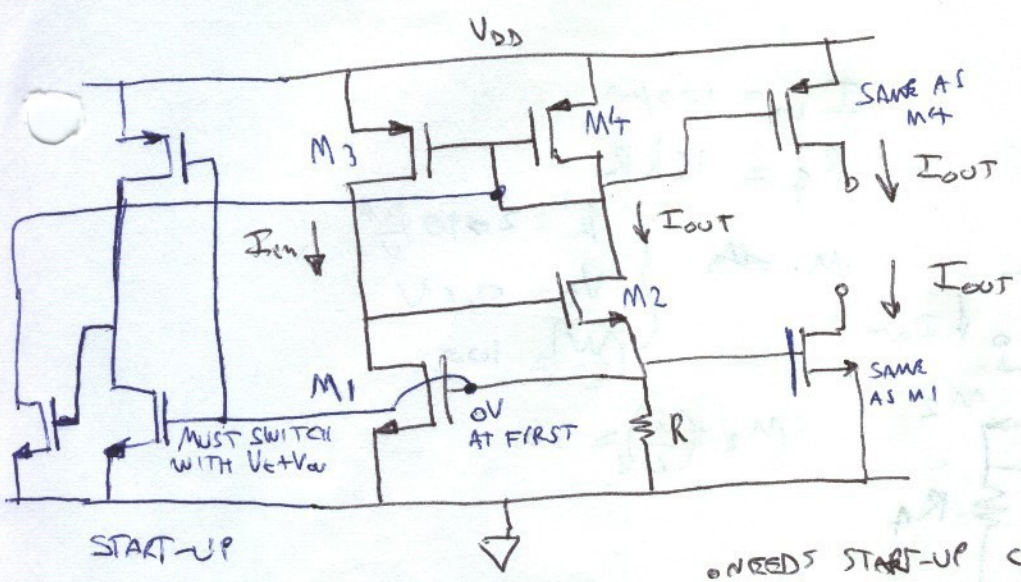 VDD
M3
M4
SAME AS
M4
IOUT
Iin
IOUT
M2
IOUT
M1
0V
AT FIRST
MUST SWITCH
WITH Vt+Vov
R
SAME
AS M1
START-UP
•NEEDS START-UP C